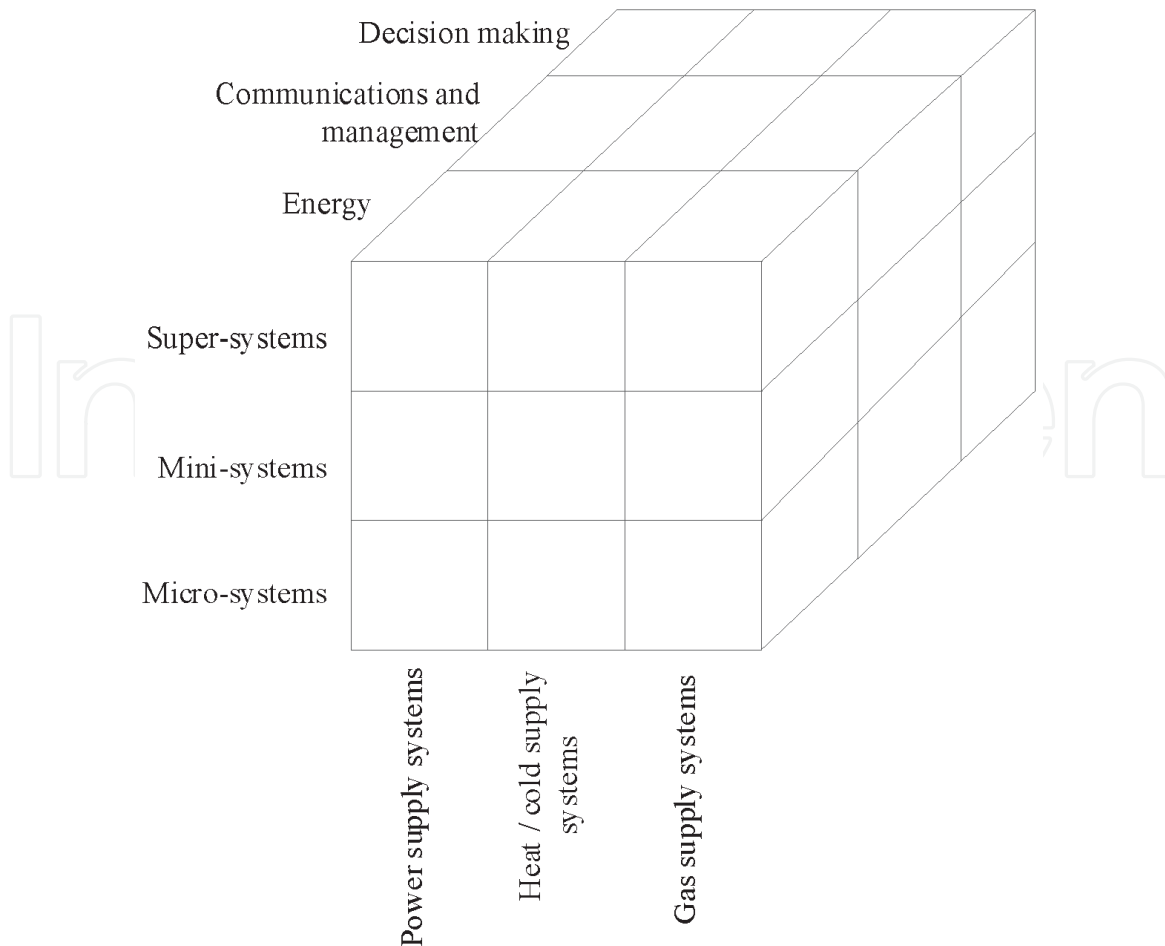 Decision making
Communications and
management
Energy
Super-systems
Mini-systems
Micro-systems
Power supply systems
Heat / cold supply
systems
Gas supply systems